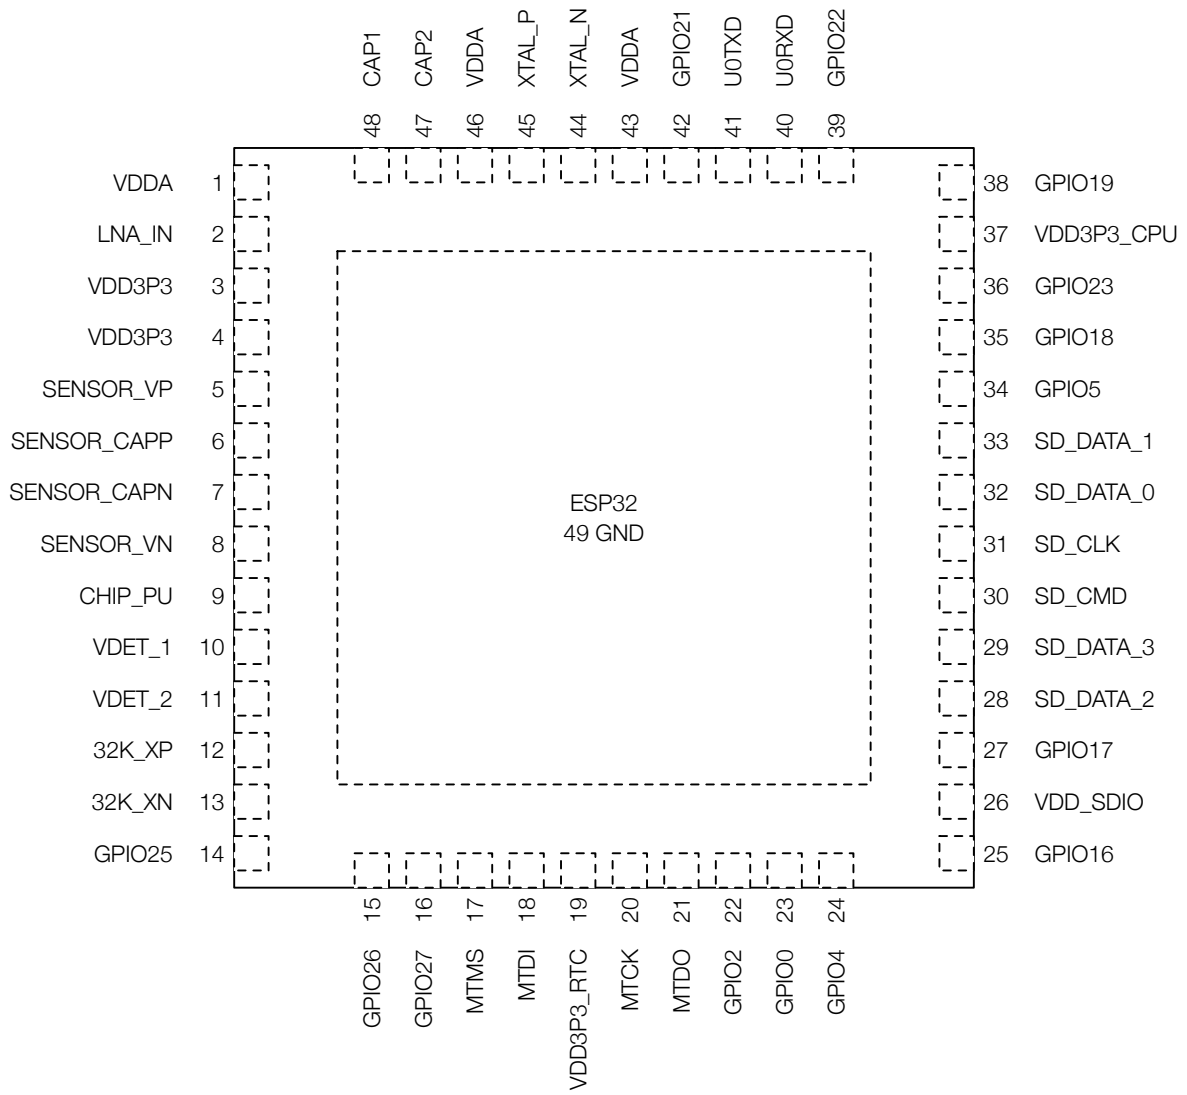 CAP1
CAP2
VDDA
XTAL_P
XTAL_N
VDDA
GPIO21
U0TXD
U0RXD
GPIO22
48
47
46
45
44
43
42
41
40
39
VDDA 1
38 GPIO19
LNA_IN 2
37 VDD3P3_CPU
VDD3P3 3
36 GPIO23
VDD3P3 4
35 GPIO18
SENSOR_VP 5
34 GPIO5
SENSOR_CAPP 6
33 SD_DATA_1
SENSOR_CAPN 7
32 SD_DATA_0
ESP32
49 GND
SENSOR_VN 8
31 SD_CLK
CHIP_PU 9
30 SD_CMD
VDET_1 10
29 SD_DATA_3
VDET_2 11
28 SD_DATA_2
32K_XP 12
27 GPIO17
32K_XN 13
26 VDD_SDIO
GPIO25 14
25 GPIO16
15
16
17
18
19
20
21
22
23
24
GPIO26
GPIO27
MTMS
MTDI
VDD3P3_RTC
MTCK
MTDO
GPIO2
GPIO0
GPIO4